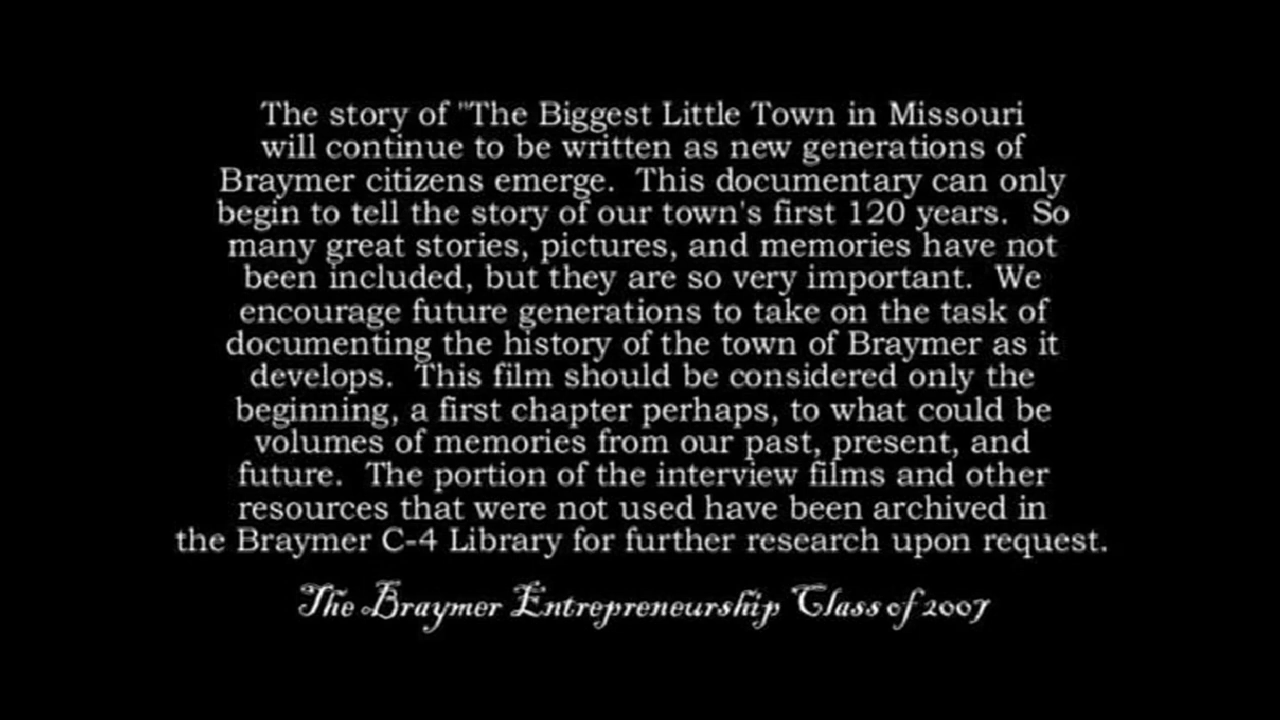 The story of "The Biggest Little Town in Missouri
will continue to be written as new generations of
Braymer citizens emerge.  This documentary can only
begin to tell the story of our town's first 120 years.  So
many great stories, pictures, and memories have not
been included, but they are so very important.  We
encourage future generations to take on the task of
documenting the history of the town of Braymer as it
develops.  This film should be considered only the
beginning, a first chapter perhaps, to what could be
volumes of memories from our past, present, and
future.  The portion of the interview films and other
resources that were not used have been archived in
the Braymer C-4 Library for further research upon request.
The Braymer Entrepreneurship Class of 2007